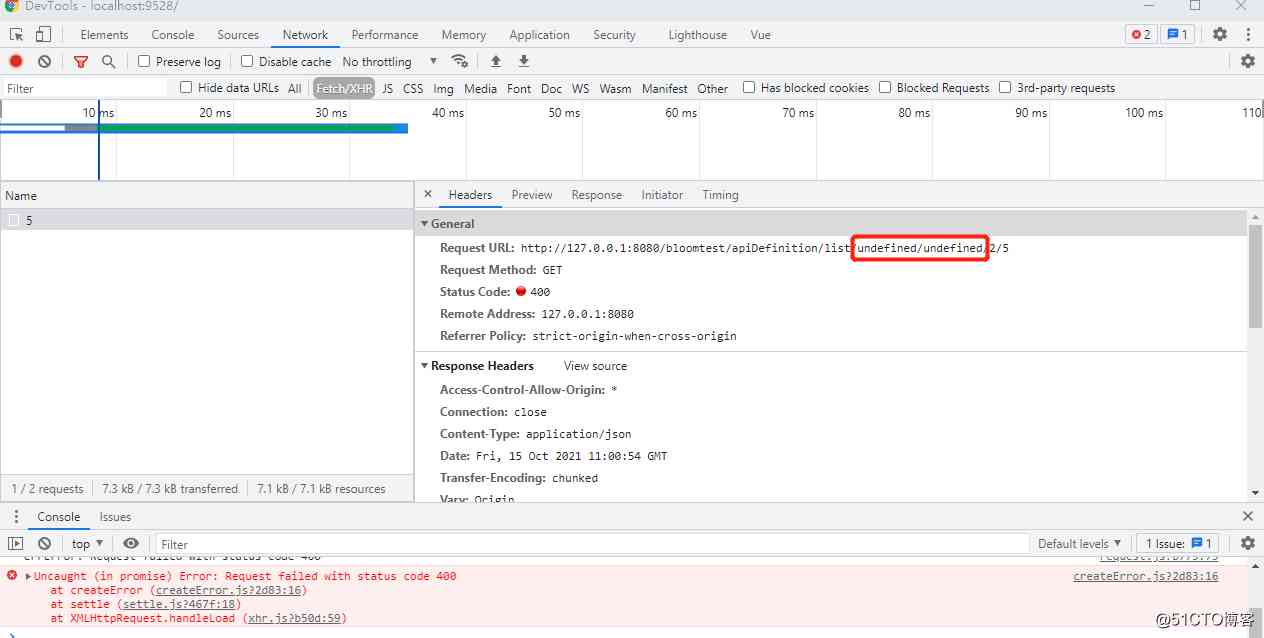 DevTools - localhost:9528/
Elements Console Sources Network Performance Memory Application Security Lighthouse Vue 2 1
Preserve log Disable cache No throttling
Filter Hide data URLs All Fetch/XHR JS CSS Img Media Font Doc WS Wasm Manifest Other Has blocked cookies Blocked Requests 3rd-party requests
10 ms 20 ms 30 ms 40 ms 50 ms 60 ms 70 ms 80 ms 90 ms 100 ms 110
Name
5
1 / 2 requests 7.3 kB / 7.3 kB transferred 7.1 kB / 7.1 kB resources
Headers Preview Response Initiator Timing
General
Request URL: http://127.0.0.1:8080/bloomtest/apiDefinition/list/undefined/undefined/2/5
Request Method: GET
Status Code: 400
Remote Address: 127.0.0.1:8080
Referrer Policy: strict-origin-when-cross-origin
Response Headers View source
Access-Control-Allow-Origin: *
Connection: close
Content-Type: application/json
Date: Fri, 15 Oct 2021 11:00:54 GMT
Transfer-Encoding: chunked
Vary: Origin
Console Issues
top Filter Default levels 1 Issue: 1
Request failed with status code 400
Uncaught (in promise) Error: Request failed with status code 400 createError.js?2d83:16
at createError (createError.js?2d83:16)
at settle (settle.js?467f:18)
at XMLHttpRequest.handleLoad (xhr.js?b50d:59)
@51CTO博客